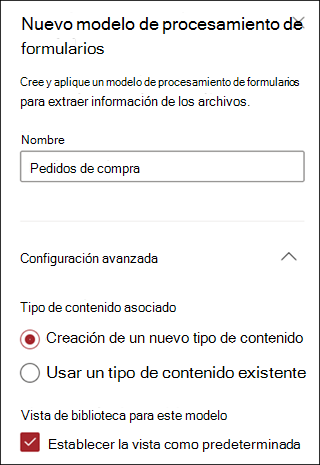 Nuevo modelo de procesamiento de
formularios
Cree y aplique un modelo de procesamiento de formularios
para extraer información de los archivos.
Nombre
Pedidos de compra
Configuración avanzada
Tipo de contenido asociado
Creación de un nuevo tipo de contenido
Usar un tipo de contenido existente
Vista de biblioteca para este modelo
Establecer la vista como predeterminada